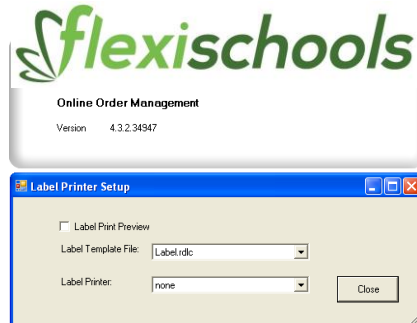 flexischools
Online Order Management
Version 4.3.2.34947
Label Printer Setup
Label Print Preview
Label Template File: Label.rdlc
Label Printer: none
Close